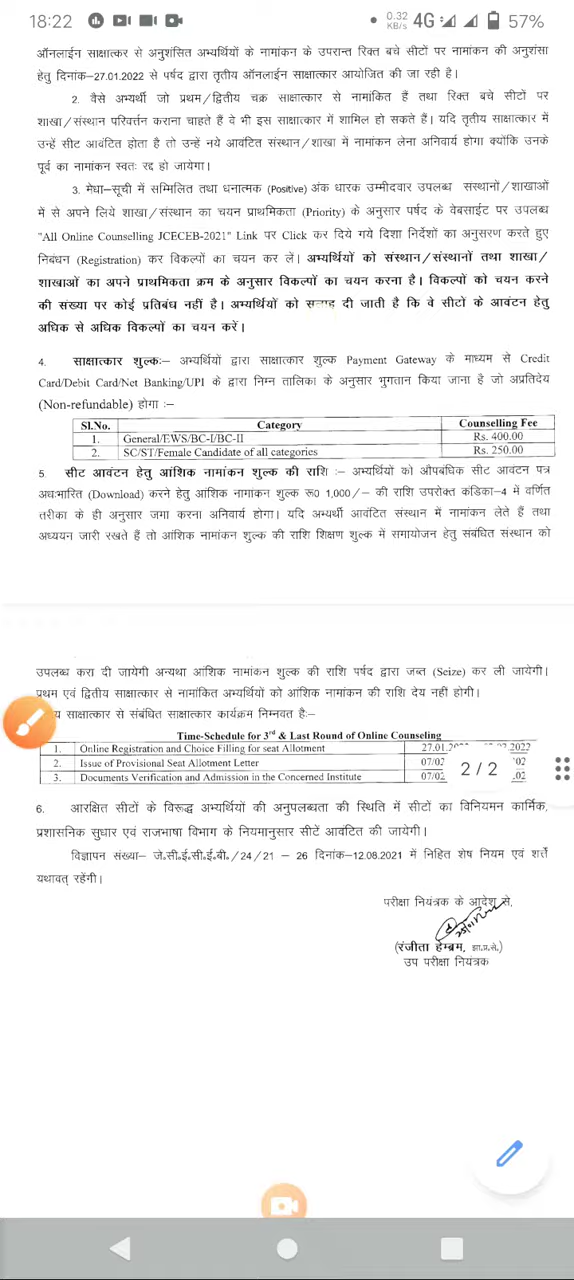 18:22
0.32 KB/s 4G 57%
ऑनलाईन साक्षात्कर से अनुशंसित अभ्यर्थियों के नामांकन के उपरान्त रिक्त बचे सीटों पर नामांकन की अनुशंसा
हेतु दिनांक–27.01.2022 से पर्षद द्वारा तृतीय ऑनलाईन साक्षात्कार आयोजित की जा रही है।
2. वैसे अभ्यर्थी जो प्रथम/द्वितीय चक्र साक्षात्कार से नामांकित हैं तथा रिक्त बचे सीटों पर
शाखा/संस्थान परिवर्त्तन कराना चाहते हैं वे भी इस साक्षात्कार में शामिल हो सकते हैं। यदि तृतीय साक्षात्कार में
उन्हें सीट आवंटित होता है तो उन्हें नये आवंटित संस्थान/शाखा में नामांकन लेना अनिवार्य होगा क्योंकि उनके
पूर्व का नामांकन स्वतः रद्द हो जायेगा।
3. मेधा–सूची में सम्मिलित तथा धनात्मक (Positive) अंक धारक उम्मीदवार उपलब्ध संस्थानों/शाखाओं
में से अपने लिये शाखा/संस्थान का चयन प्राथमिकता (Priority) के अनुसार पर्षद के वेबसाईट पर उपलब्ध
"All Online Counselling JCECEB-2021" Link पर Click कर दिये गये दिशा निर्देशों का अनुसरण करते हुए
निबंधन (Registration) कर विकल्पों का चयन कर लें। अभ्यर्थियों को संस्थान/संस्थानों तथा शाखा/
शाखाओं का अपने प्राथमिकता क्रम के अनुसार विकल्पों का चयन करना है। विकल्पों को चयन करने
की संख्या पर कोई प्रतिबंध नहीं है। अभ्यर्थियों को सलाह दी जाती है कि वे सीटों के आवंटन हेतु
अधिक से अधिक विकल्पों का चयन करें।
4. साक्षात्कार शुल्क:– अभ्यर्थियों द्वारा साक्षात्कार शुल्क Payment Gateway के माध्यम से Credit
Card/Debit Card/Net Banking/UPI के द्वारा निम्न तालिका के अनुसार भुगतान किया जाना है जो अप्रतिदेय
(Non-refundable) होगा :–
Sl.No. Category Counselling Fee
1. General/EWS/BC-I/BC-II Rs. 400.00
2. SC/ST/Female Candidate of all categories Rs. 250.00
5. सीट आवंटन हेतु आंशिक नामांकन शुल्क की राशि :– अभ्यर्थियों को औपबंधिक सीट आवंटन पत्र
अधःभारित (Download) करने हेतु आंशिक नामांकन शुल्क रू0 1,000/– की राशि उपरोक्त कंडिका–4 में वर्णित
तरीका के ही अनुसार जमा करना अनिवार्य होगा। यदि अभ्यर्थी आवंटित संस्थान में नामांकन लेते हैं तथा
अध्ययन जारी रखते हैं तो आंशिक नामांकन शुल्क की राशि शिक्षण शुल्क में समायोजन हेतु संबंधित संस्थान को
उपलब्ध करा दी जायेगी अन्यथा आंशिक नामांकन शुल्क की राशि पर्षद द्वारा जब्त (Seize) कर ली जायेगी।
प्रथम एवं द्वितीय साक्षात्कार से नामांकित अभ्यर्थियों को आंशिक नामांकन की राशि देय नहीं होगी।
साक्षात्कार से संबंधित साक्षात्कार कार्यक्रम निम्नवत है:–
Time-Schedule for 3rd & Last Round of Online Counseling
1. Online Registration and Choice Filling for seat Allotment 27.01.
2. Issue of Provisional Seat Allotment Letter 07/02
3. Documents Verification and Admission in the Concerned Institute 07/02
2 / 2
6. आरक्षित सीटों के विरूद्ध अभ्यर्थियों की अनुपलब्धता की स्थिति में सीटों का विनियमन कार्मिक,
प्रशासनिक सुधार एवं राजभाषा विभाग के नियमानुसार सीटें आवंटित की जायेगी।
विज्ञापन संख्या– जे॰सी॰ई॰सी॰ई॰बी॰/24/21 – 26 दिनांक–12.08.2021 में निहित शेष नियम एवं शर्त्ते
यथावत् रहेंगी।
परीक्षा नियंत्रक के आदेश से,
(रंजीता हेम्ब्रम, झा.प्र.से.)
उप परीक्षा नियंत्रक